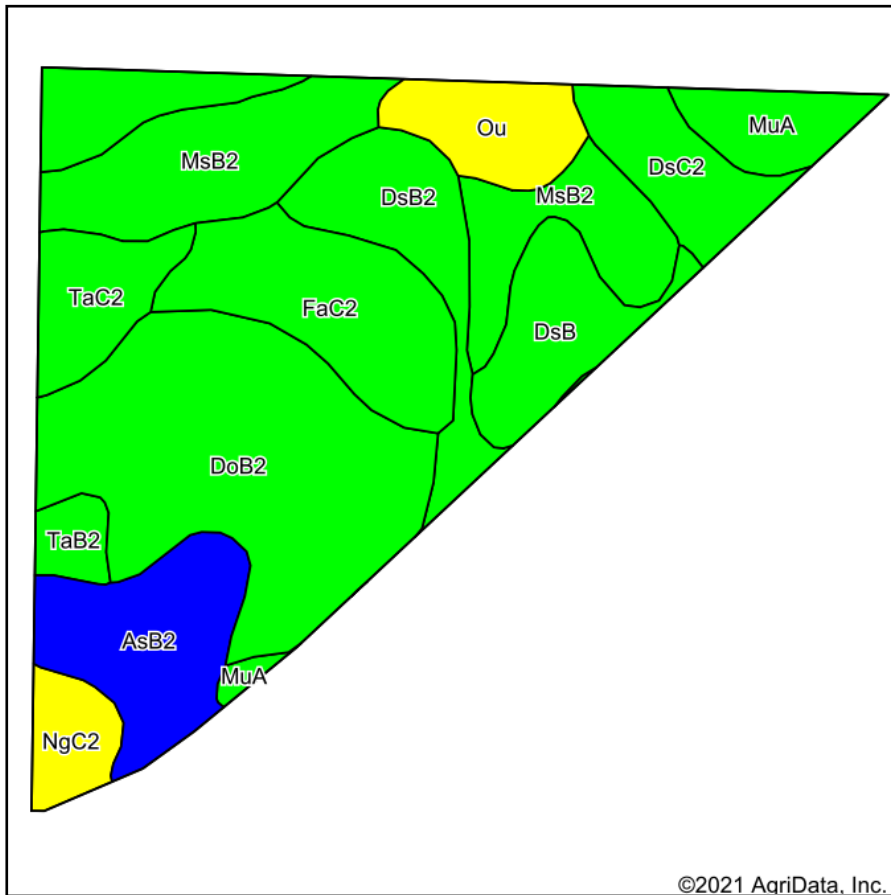 Ou
MuA
MsB2
DsC2
DsB2
MsB2
TaC2
FaC2
DsB
DoB2
TaB2
AsB2
MuA
NgC2
©2021 AgriData, Inc.